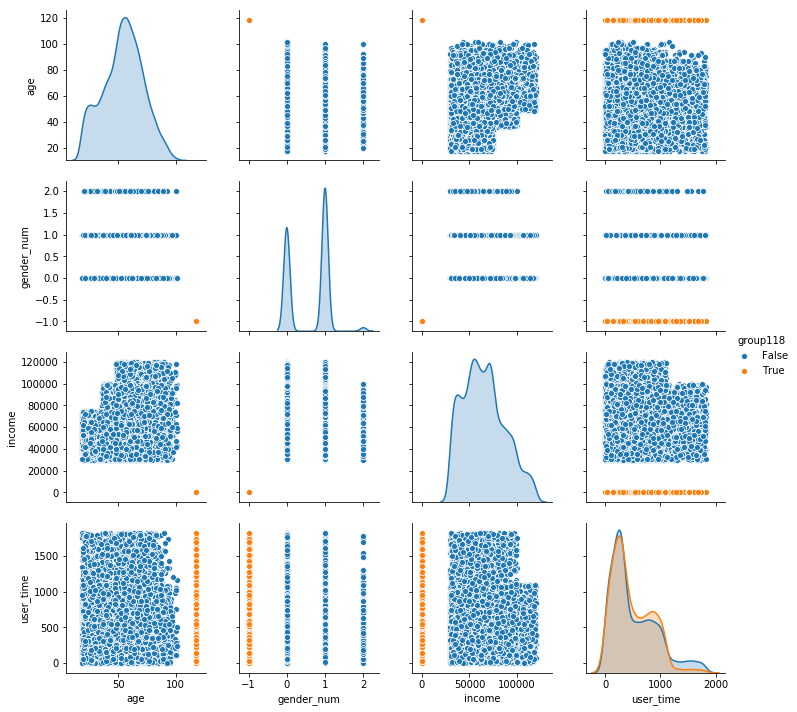 120
100
80
60
40
20
age
2.0
1.5
1.0
0.5
0.0
−0.5
−1.0
gender_num
120000
100000
80000
60000
40000
20000
0
income
group118
False
True
1500
1000
500
0
user_time
50 100
age
−1 0 1 2
gender_num
0 50000 100000
income
0 1000 2000
user_time